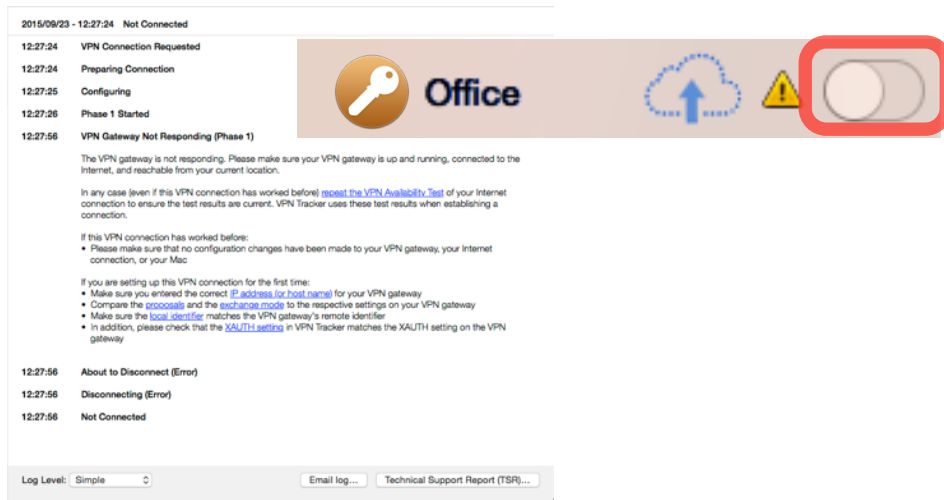 2015/09/23 - 12:27:24 Not Connected
12:27:24 VPN Connection Requested
12:27:24 Preparing Connection
12:27:25 Configuring
12:27:26 Phase 1 Started
Office
12:27:56 VPN Gateway Not Responding (Phase 1)
The VPN gateway is not responding. Please make sure your VPN gateway is up and running, connected to the
Internet, and reachable from your current location.
In any case (even if this VPN connection has worked before) repeat the VPN Availability Test of your Internet
connection to ensure the test results are current. VPN Tracker uses these test results when establishing a
connection.
If this VPN connection has worked before:
• Please make sure that no configuration changes have been made to your VPN gateway, your Internet
connection, or your Mac
If you are setting up this VPN connection for the first time:
• Make sure you entered the correct IP address (or host name) for your VPN gateway
• Compare the proposals and the exchange mode to the respective settings on your VPN gateway
• Make sure the local identifier matches the VPN gateway's remote identifier
• In addition, please check that the XAUTH setting in VPN Tracker matches the XAUTH setting on the VPN
gateway
12:27:56 About to Disconnect (Error)
12:27:56 Disconnecting (Error)
12:27:56 Not Connected
Log Level: Simple Email log... Technical Support Report (TSR)...